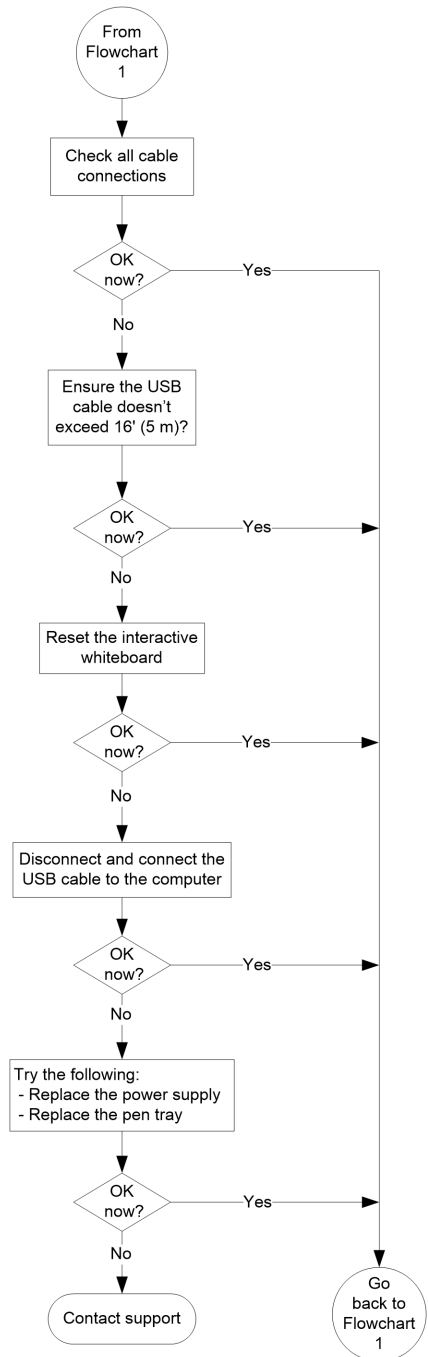 From
Flowchart
1
Check all cable
connections
OK
now?
Yes
No
Ensure the USB
cable doesn’t
exceed 16' (5 m)?
OK
now?
Yes
No
Reset the interactive
whiteboard
OK
now?
Yes
No
Disconnect and connect the
USB cable to the computer
OK
now?
Yes
No
Try the following:
- Replace the power supply
- Replace the pen tray
OK
now?
Yes
No
Contact support
Go
back to
Flowchart
1